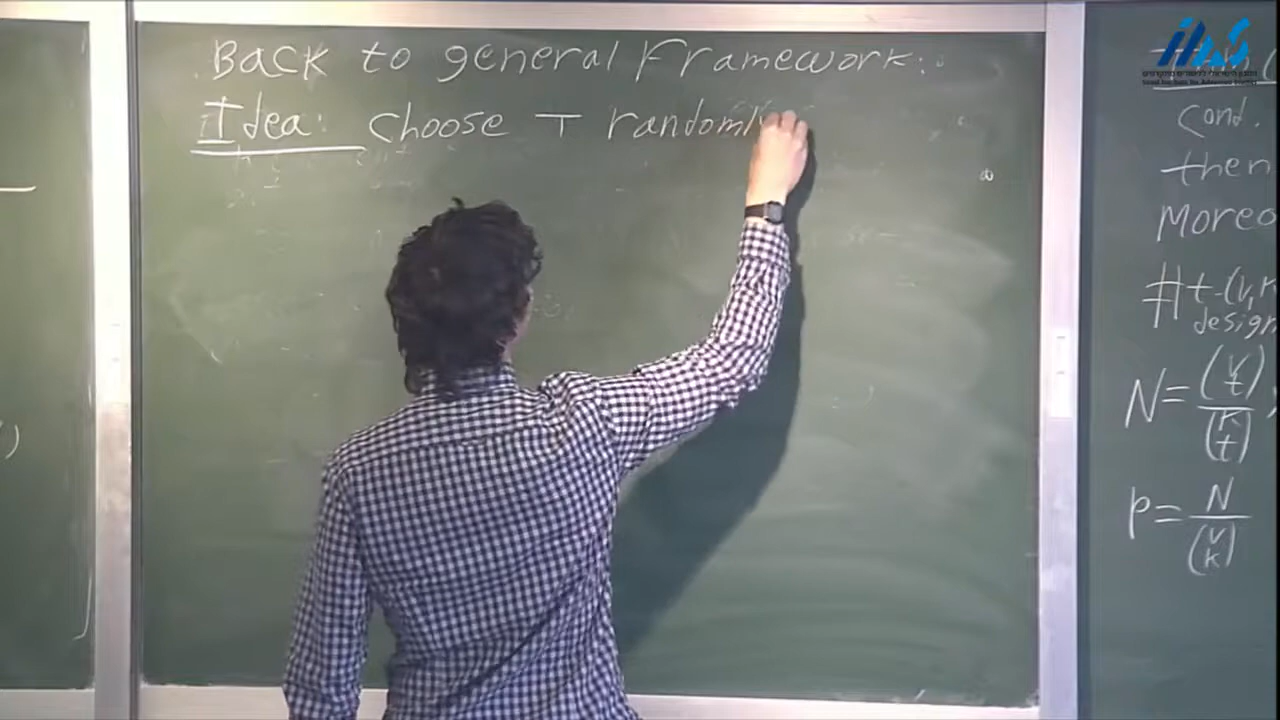 Back to general Framework:
Idea: choose T randomly
cond.
then
Moreo
# t-(v,k
design
N= (v t) / (k t)
P= N / (v k)